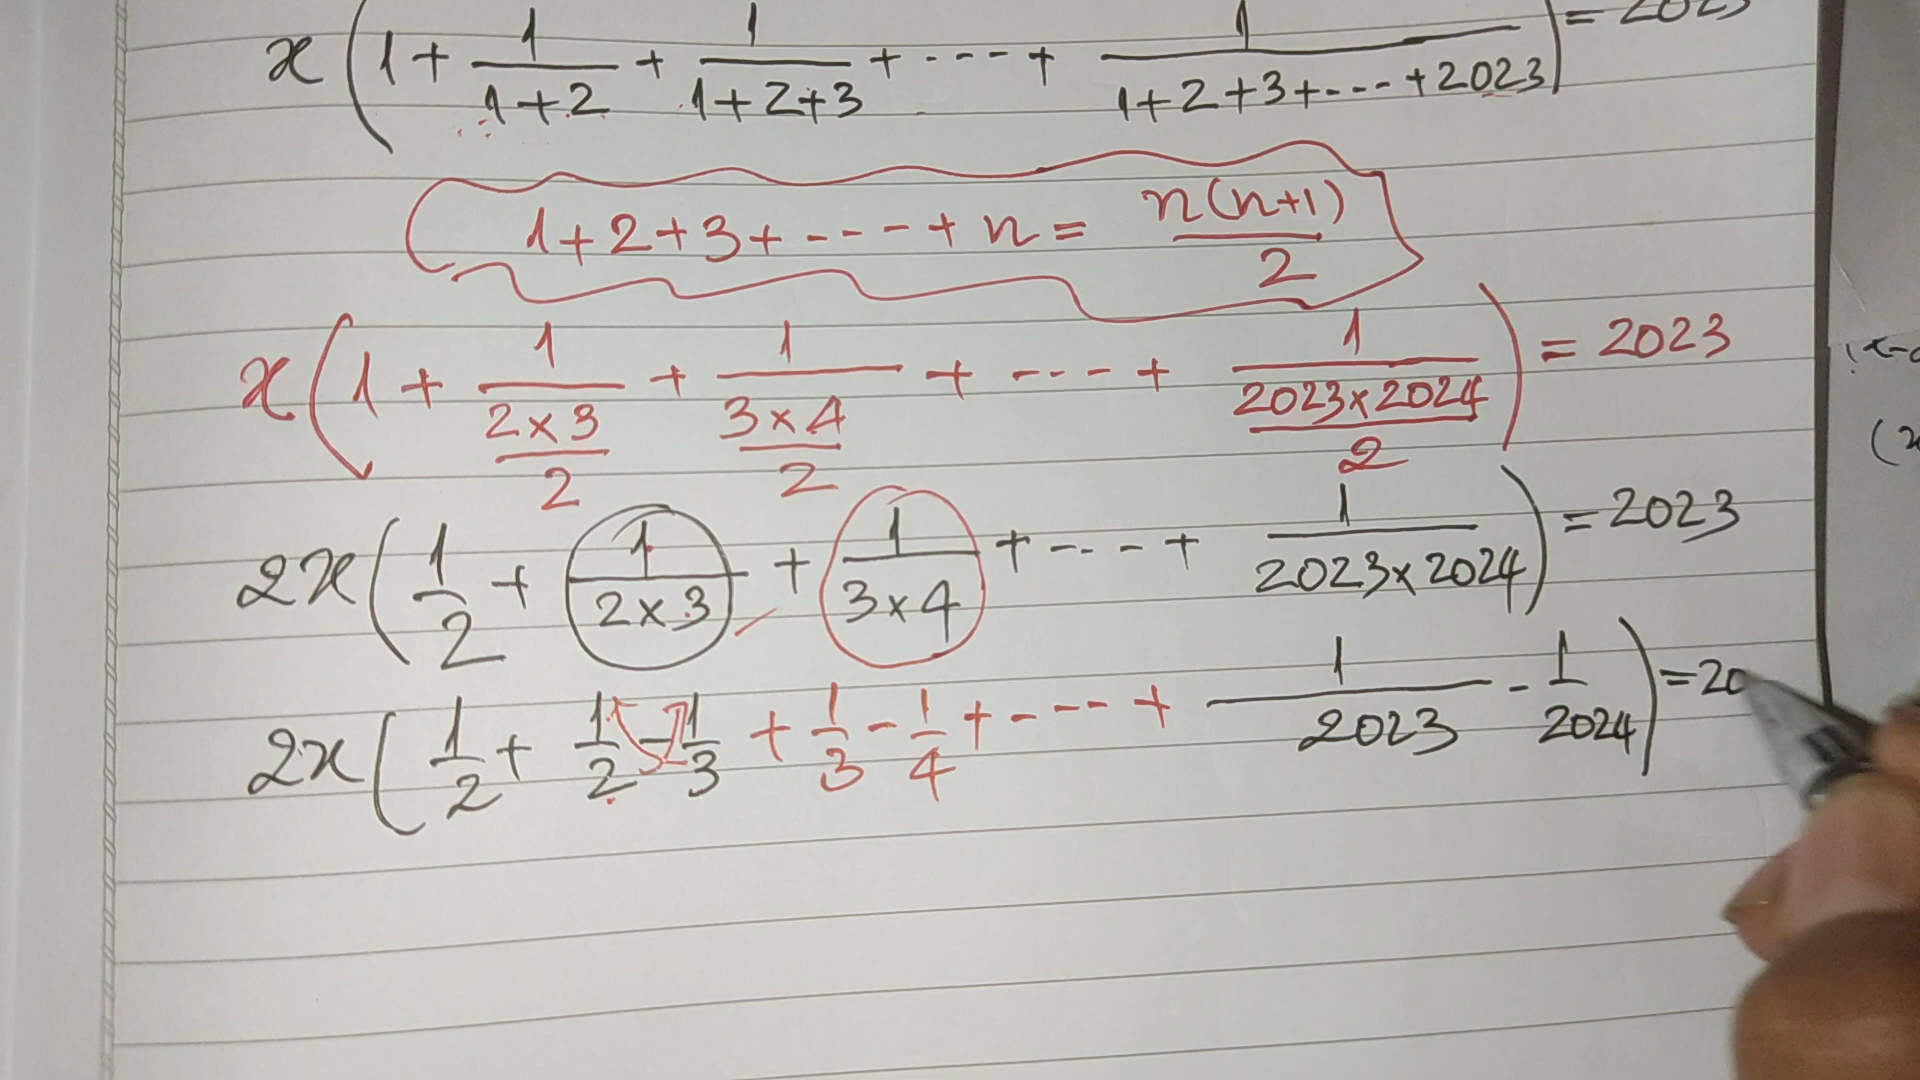 x(1 + 1/(1+2) + 1/(1+2+3) + ---- + 1/(1+2+3+---+2023)) = 2023
1+2+3+----+n = n(n+1)/2
x(1 + 1/((2×3)/2) + 1/((3×4)/2) + ---- + 1/((2023×2024)/2)) = 2023
2x(1/2 + 1/(2×3) + 1/(3×4) + ---- + 1/(2023×2024)) = 2023
2x(1/2 + 1/2 - 1/3 + 1/3 - 1/4 + ---- + 1/2023 - 1/2024) = 20